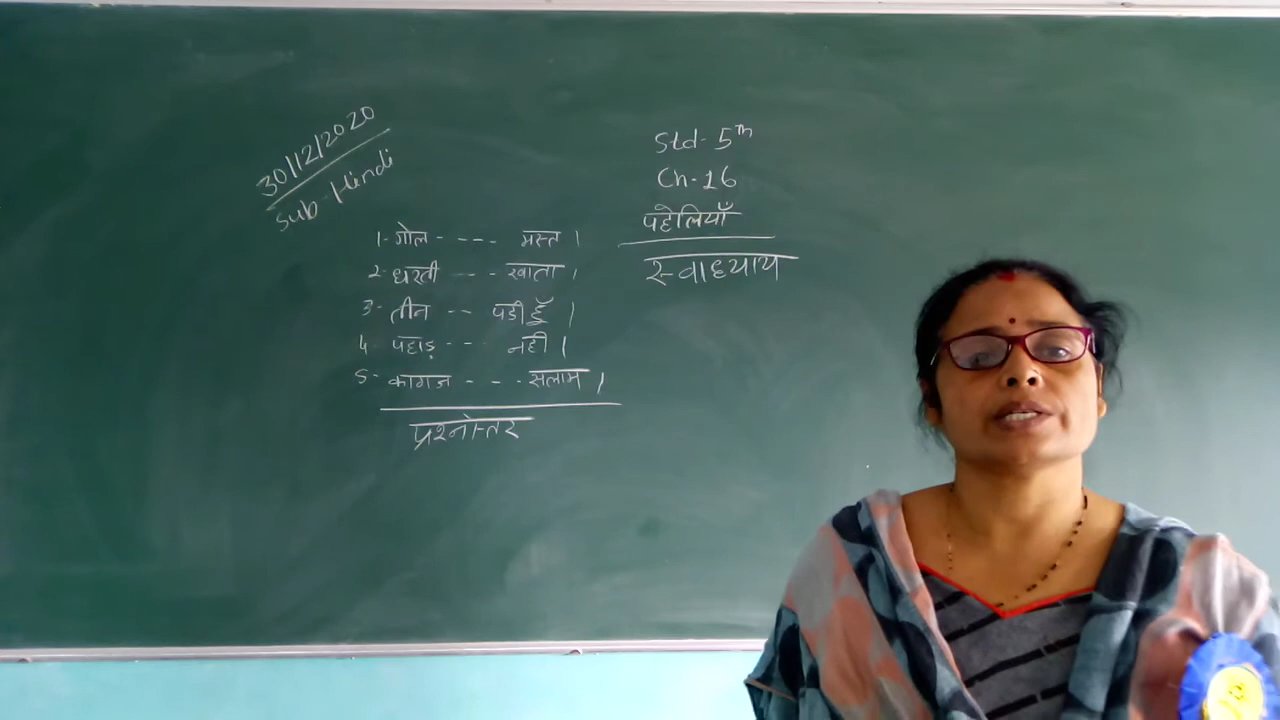 30/12/2020
Sub-Hindi
Std- 5th
Ch-16
पहेलियाँ
स्वाध्याय
1- गोल - --- मस्त ।
2- धरती --- खाता ।
3- तीन -- पडी हूँ ।
4 पहाड़ --- नही ।
5- कागज - - - सलाम ।
प्रश्नोत्तर